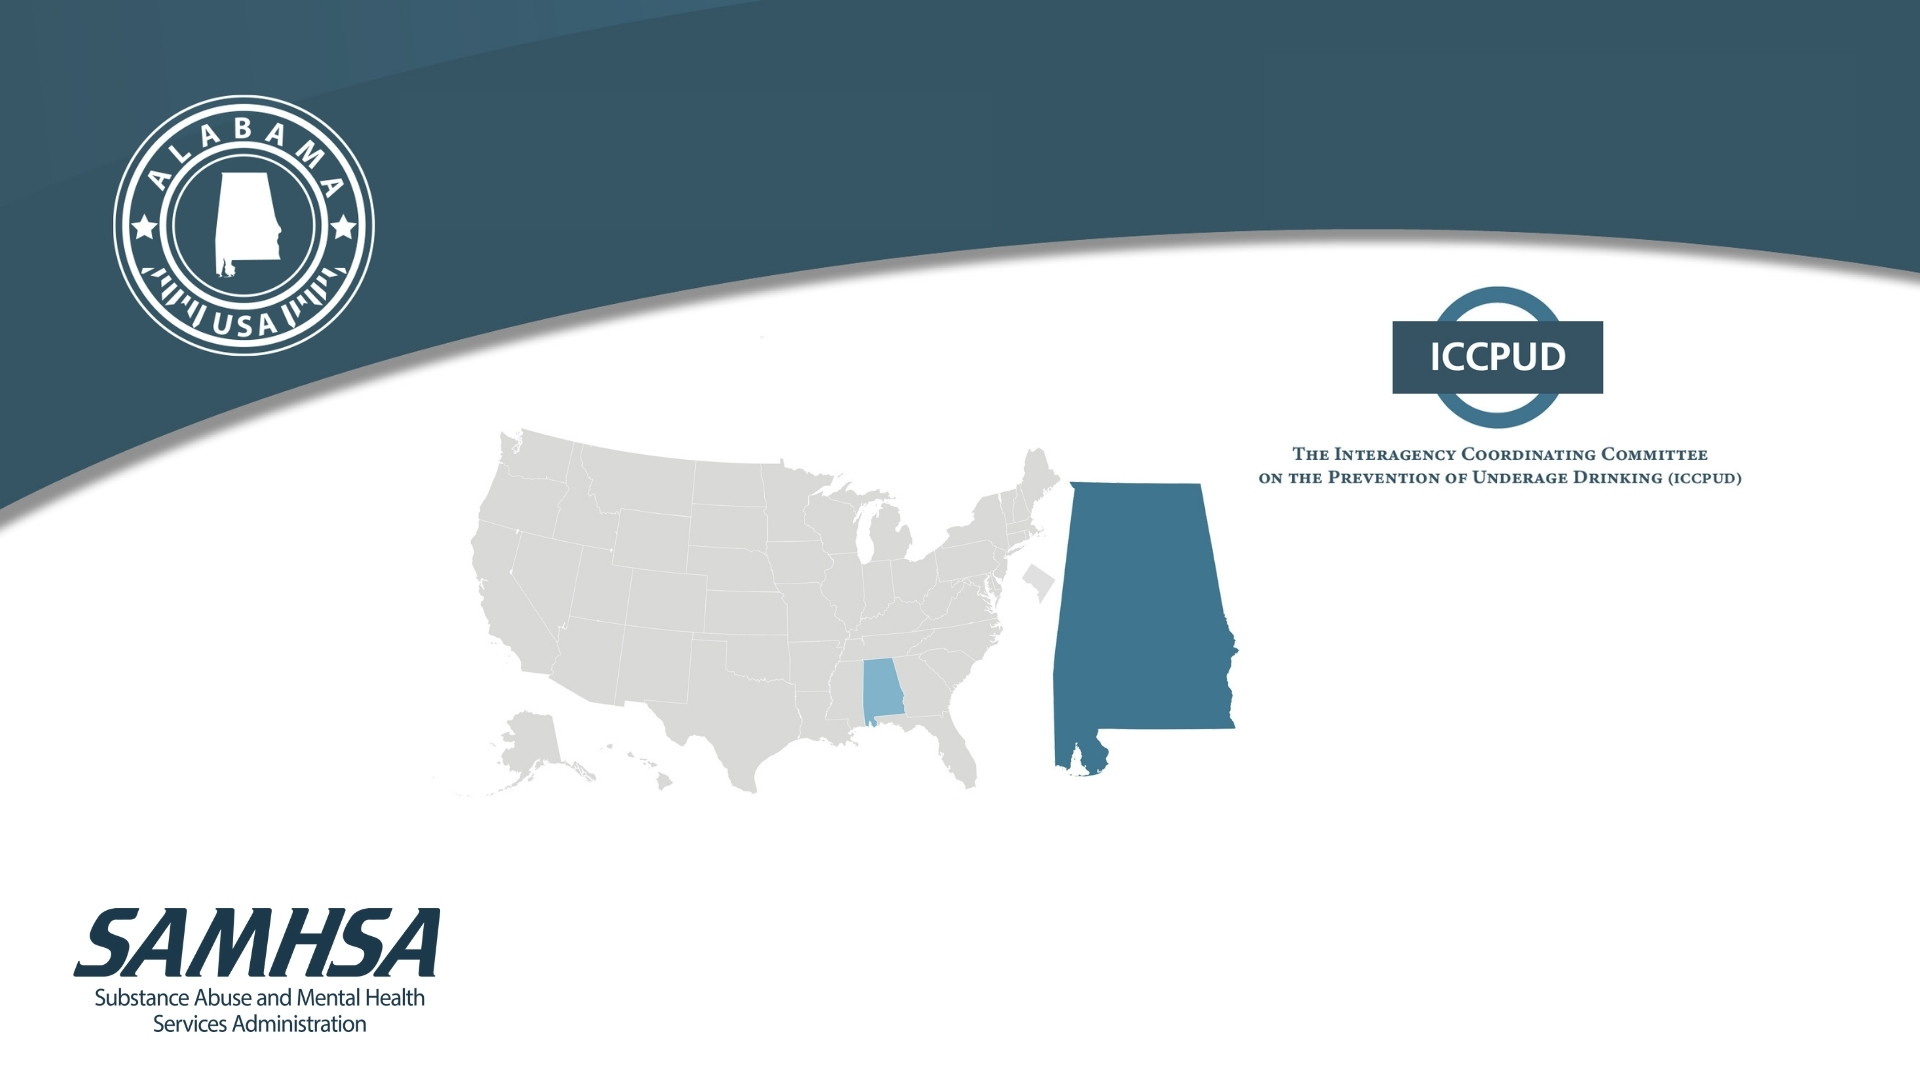 ALABAMA
USA
ICCPUD
The Interagency Coordinating Committee
on the Prevention of Underage Drinking (ICCPUD)
SAMHSA
Substance Abuse and Mental Health
Services Administration